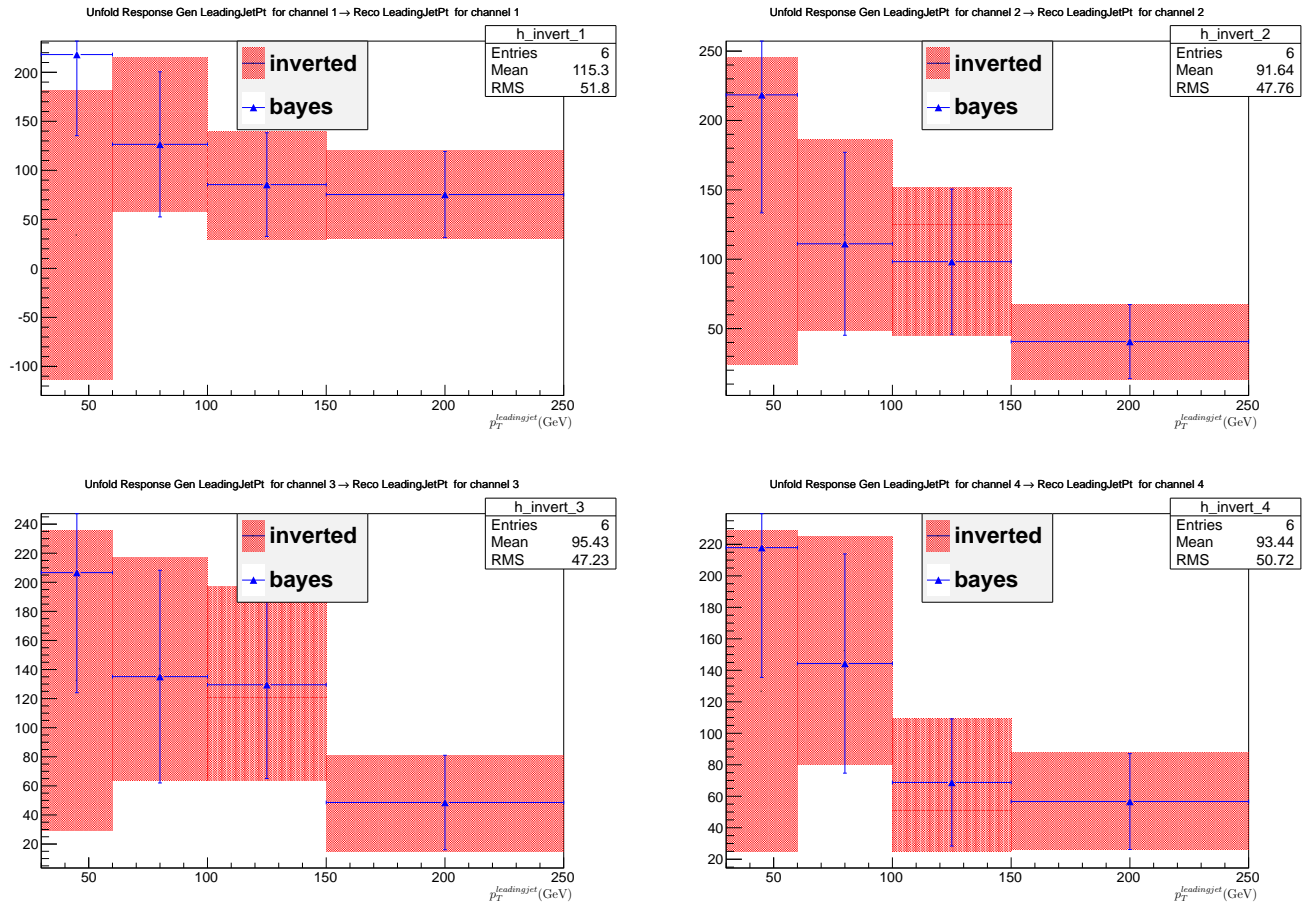 Unfold Response Gen LeadingJetPt for channel 1 → Reco LeadingJetPt for channel 1
h_invert_1
Entries 6
Mean 115.3
RMS 51.8
inverted
bayes
200
150
100
50
0
-50
-100
50 100 150 200 250
p_T^{leadingjet}(GeV)
Unfold Response Gen LeadingJetPt for channel 2 → Reco LeadingJetPt for channel 2
h_invert_2
Entries 6
Mean 91.64
RMS 47.76
inverted
bayes
250
200
150
100
50
50 100 150 200 250
p_T^{leadingjet}(GeV)
Unfold Response Gen LeadingJetPt for channel 3 → Reco LeadingJetPt for channel 3
h_invert_3
Entries 6
Mean 95.43
RMS 47.23
inverted
bayes
240
220
200
180
160
140
120
100
80
60
40
20
50 100 150 200 250
p_T^{leadingjet}(GeV)
Unfold Response Gen LeadingJetPt for channel 4 → Reco LeadingJetPt for channel 4
h_invert_4
Entries 6
Mean 93.44
RMS 50.72
inverted
bayes
220
200
180
160
140
120
100
80
60
40
20
50 100 150 200 250
p_T^{leadingjet}(GeV)